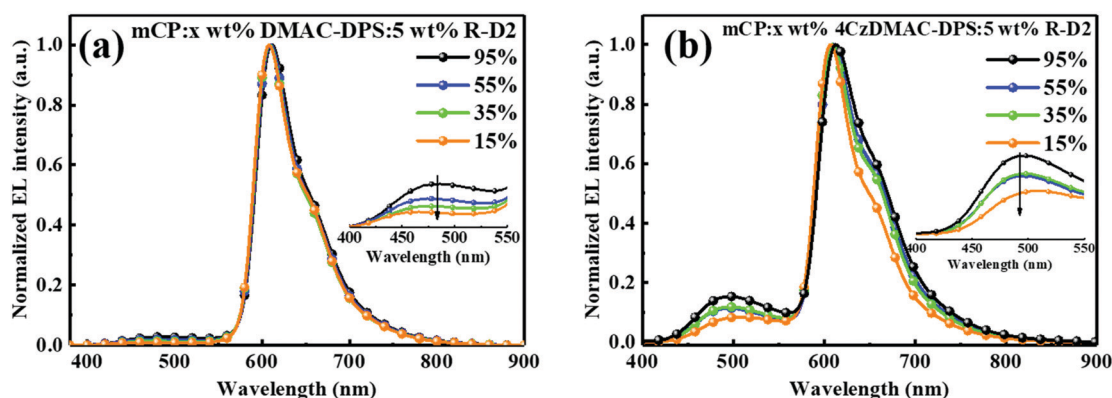 (a)
mCP:x wt% DMAC-DPS:5 wt% R-D2
95%
55%
35%
15%
Normalized EL intensity (a.u.)
1.0
0.8
0.6
0.4
0.2
0.0
400 500 600 700 800 900
Wavelength (nm)
400 450 500 550
Wavelength (nm)
(b)
mCP:x wt% 4CzDMAC-DPS:5 wt% R-D2
95%
55%
35%
15%
Normalized EL intensity (a.u.)
1.0
0.8
0.6
0.4
0.2
0.0
400 500 600 700 800 900
Wavelength (nm)
400 450 500 550
Wavelength (nm)